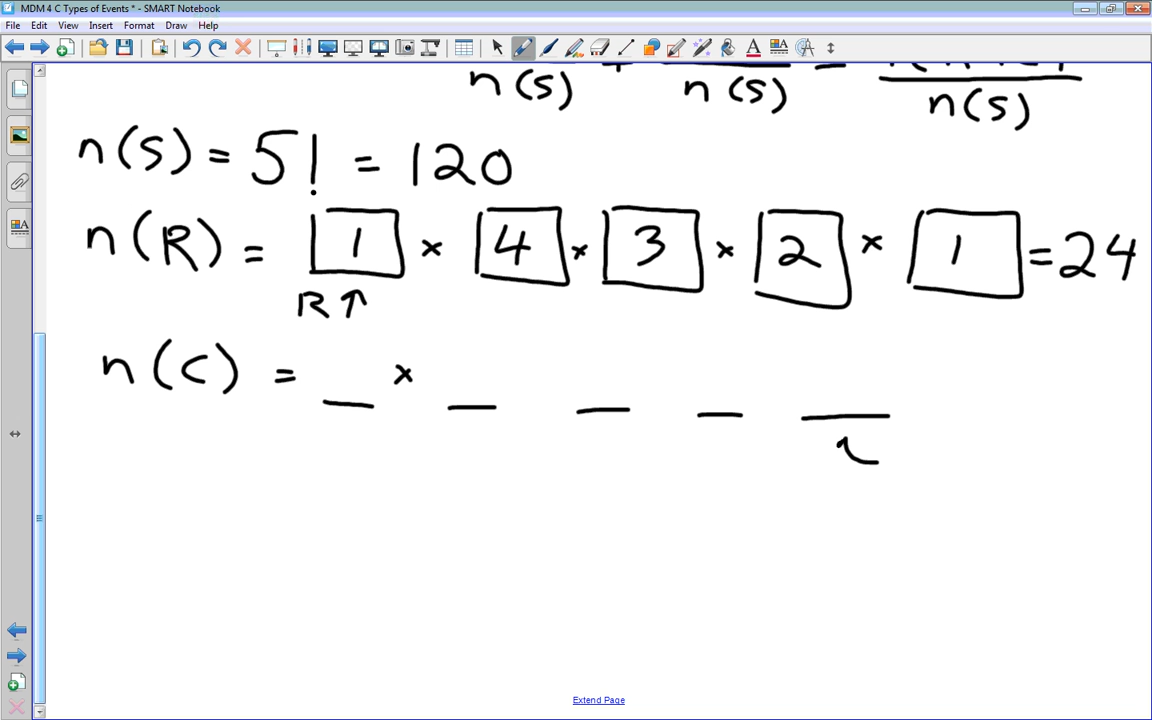 MDM 4 C Types of Events * - SMART Notebook
File Edit View Insert Format Draw Help
n(S) + n(S) = n(S)
n(S) = 5! = 120
n(R) = 1 × 4 × 3 × 2 × 1 = 24
R ↑
n(C) = _ × _ _ _ _
Extend Page